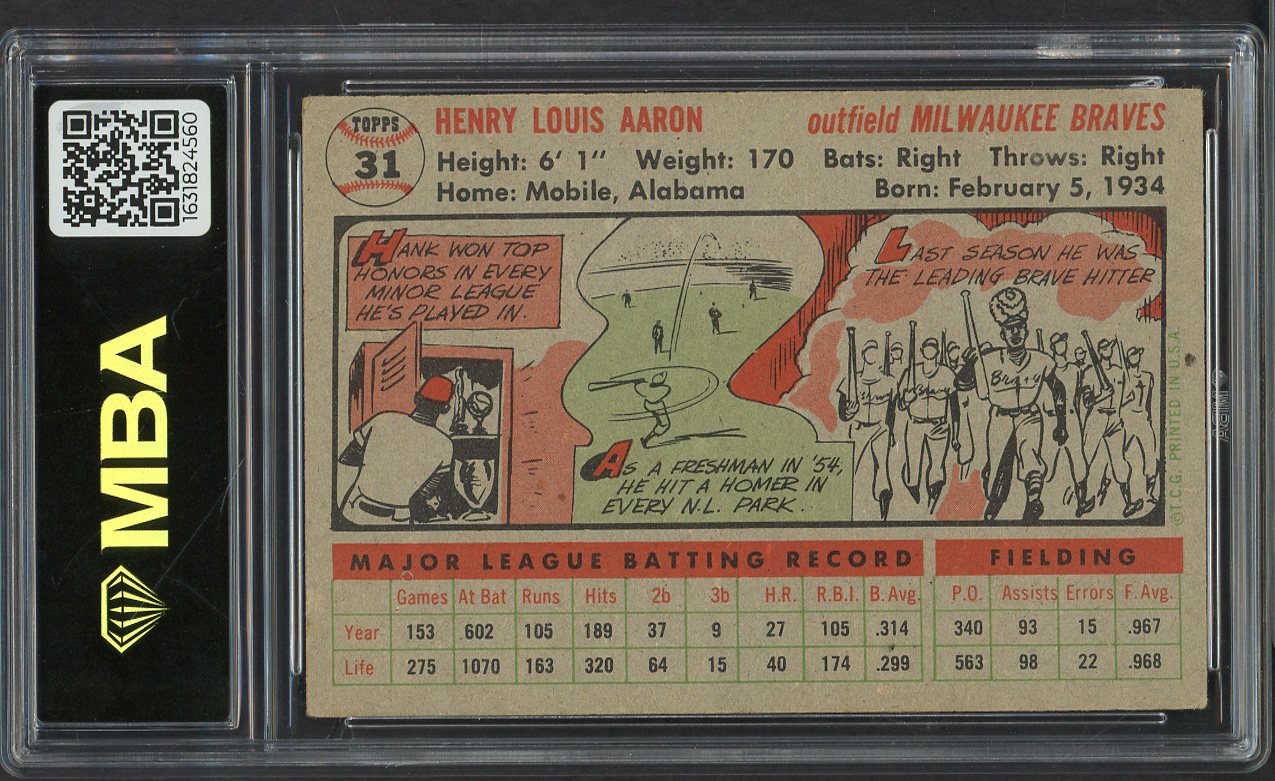 1631824560
MBA
TOPPS
31
HENRY LOUIS AARON
outfield MILWAUKEE BRAVES
Height: 6' 1" Weight: 170 Bats: Right Throws: Right
Home: Mobile, Alabama Born: February 5, 1934
HANK WON TOP
HONORS IN EVERY
MINOR LEAGUE
HE'S PLAYED IN.
AS A FRESHMAN IN '54,
HE HIT A HOMER IN
EVERY N.L. PARK.
LAST SEASON HE WAS
THE LEADING BRAVE HITTER
Braves
©T.C.G. PRINTED IN U.S.A.
MBA
MAJOR LEAGUE BATTING RECORD
FIELDING
Games At Bat Runs Hits 2b 3b H.R. R.B.I. B. Avg. P.O. Assists Errors F. Avg.
Year 153 602 105 189 37 9 27 105 .314 340 93 15 .967
Life 275 1070 163 320 64 15 40 174 .299 563 98 22 .968